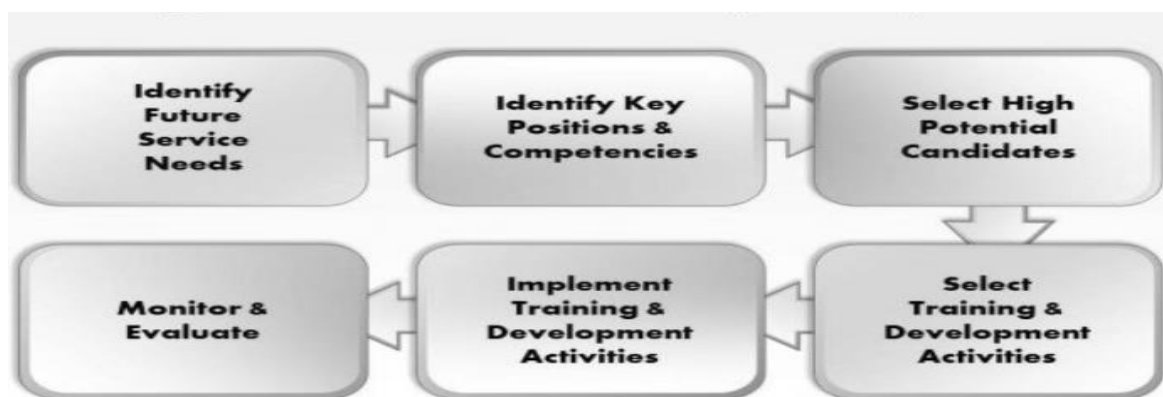 Identify
Future
Service
Needs
Identify Key
Positions &
Competencies
Select High
Potential
Candidates
Select
Training &
Development
Activities
Implement
Training &
Development
Activities
Monitor &
Evaluate